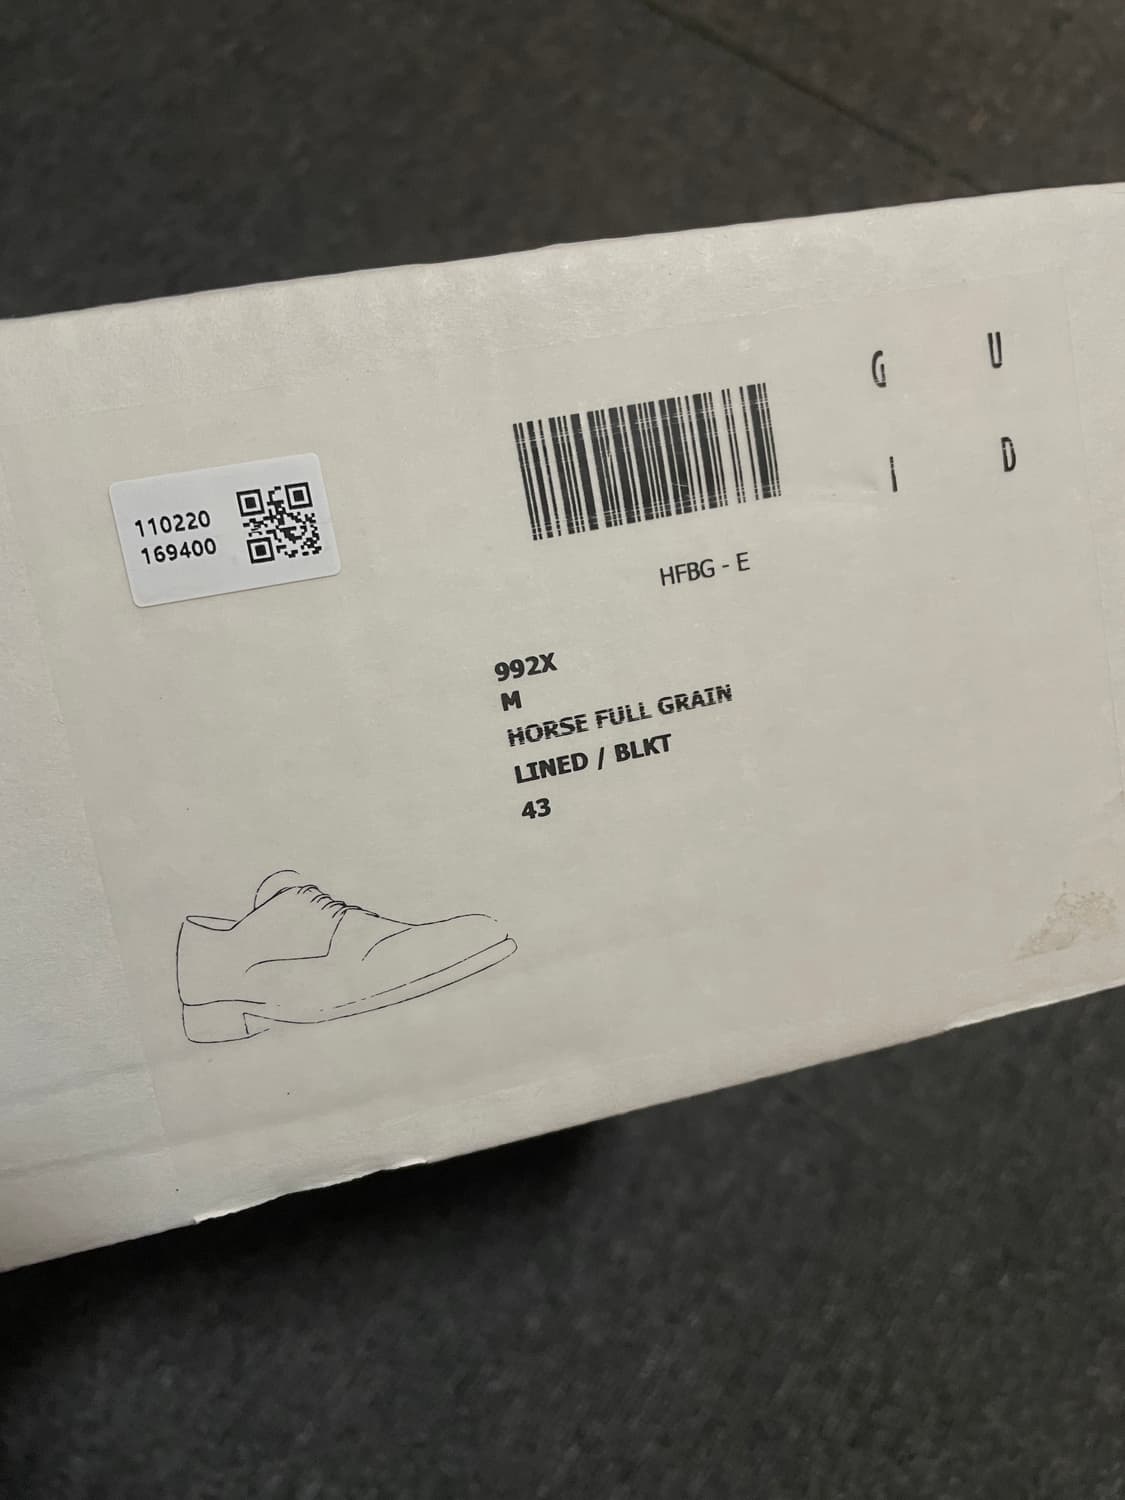 110220
169400
G U
I D
HFBG - E
992X
M
HORSE FULL GRAIN
LINED / BLKT
43